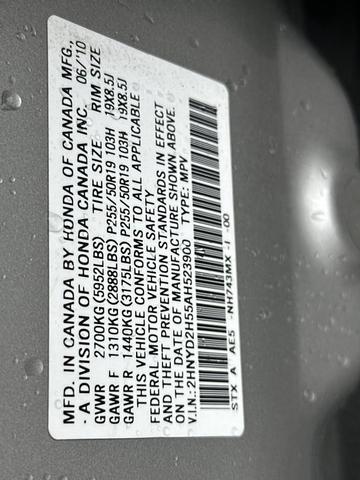 MFD. IN CANADA BY HONDA OF CANADA MFG.,
A DIVISION OF HONDA CANADA INC. 06/'10
GVWR 2700KG(5952LBS) TIRE SIZE RIM SIZE
GAWR F 1310KG(2888LBS) P255/50R19 103H 19X8.5J
GAWR R 1440KG(3175LBS) P255/50R19 103H 19X8.5J
THIS VEHICLE CONFORMS TO ALL APPLICABLE
FEDERAL MOTOR VEHICLE SAFETY
AND THEFT PREVENTION STANDARDS IN EFFECT
ON THE DATE OF MANUFACTURE SHOWN ABOVE.
V.I.N.: 2HNYD2H55AH523900 TYPE: MPV
STX A AE5 -NH743MX -I -00